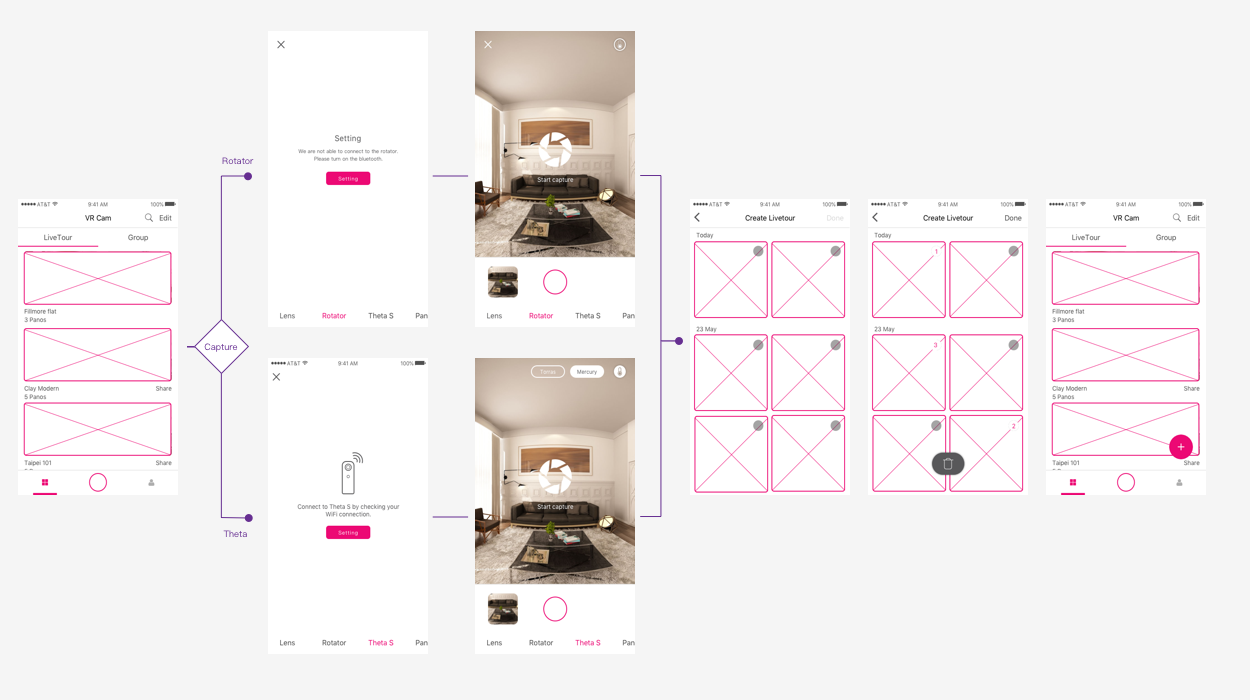 ●●●●● AT&T 9:41 AM 100%
VR Cam Edit
LiveTour Group
Fillmore flat
3 Panos
Clay Modern Share
5 Panos
Taipei 101 Share
Capture
Rotator
Theta
Setting
We are not able to connect to the rotator.
Please turn on the bluetooth.
Setting
Lens Rotator Theta S Pan
Start capture
Lens Rotator Theta S Pan
●●●●● AT&T 9:41 AM 100%
Connect to Theta S by checking your
WiFi connection.
Setting
Lens Rotator Theta S Pan
Mercury
Start capture
Lens Rotator Theta S Pan
●●●●● AT&T 9:41 AM 100%
Create Livetour Done
Today
23 May
●●●●● AT&T 9:41 AM 100%
Create Livetour Done
Today
1
23 May
3
2
●●●●● AT&T 9:41 AM 100%
VR Cam Edit
LiveTour Group
Fillmore flat
3 Panos
Clay Modern Share
5 Panos
+
Taipei 101 Share